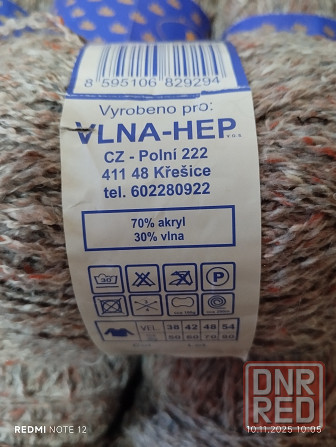 8 595106 829294
Vyrobeno pro:
VLNA-HEP v.o.s.
CZ - Polní 222
411 48 Křešice
tel. 602280922
70% akryl
30% vlna
30
P
VEL. 38 42 48 54
REDMI NOTE 12
10.11.2025 10:05
DNR
RED